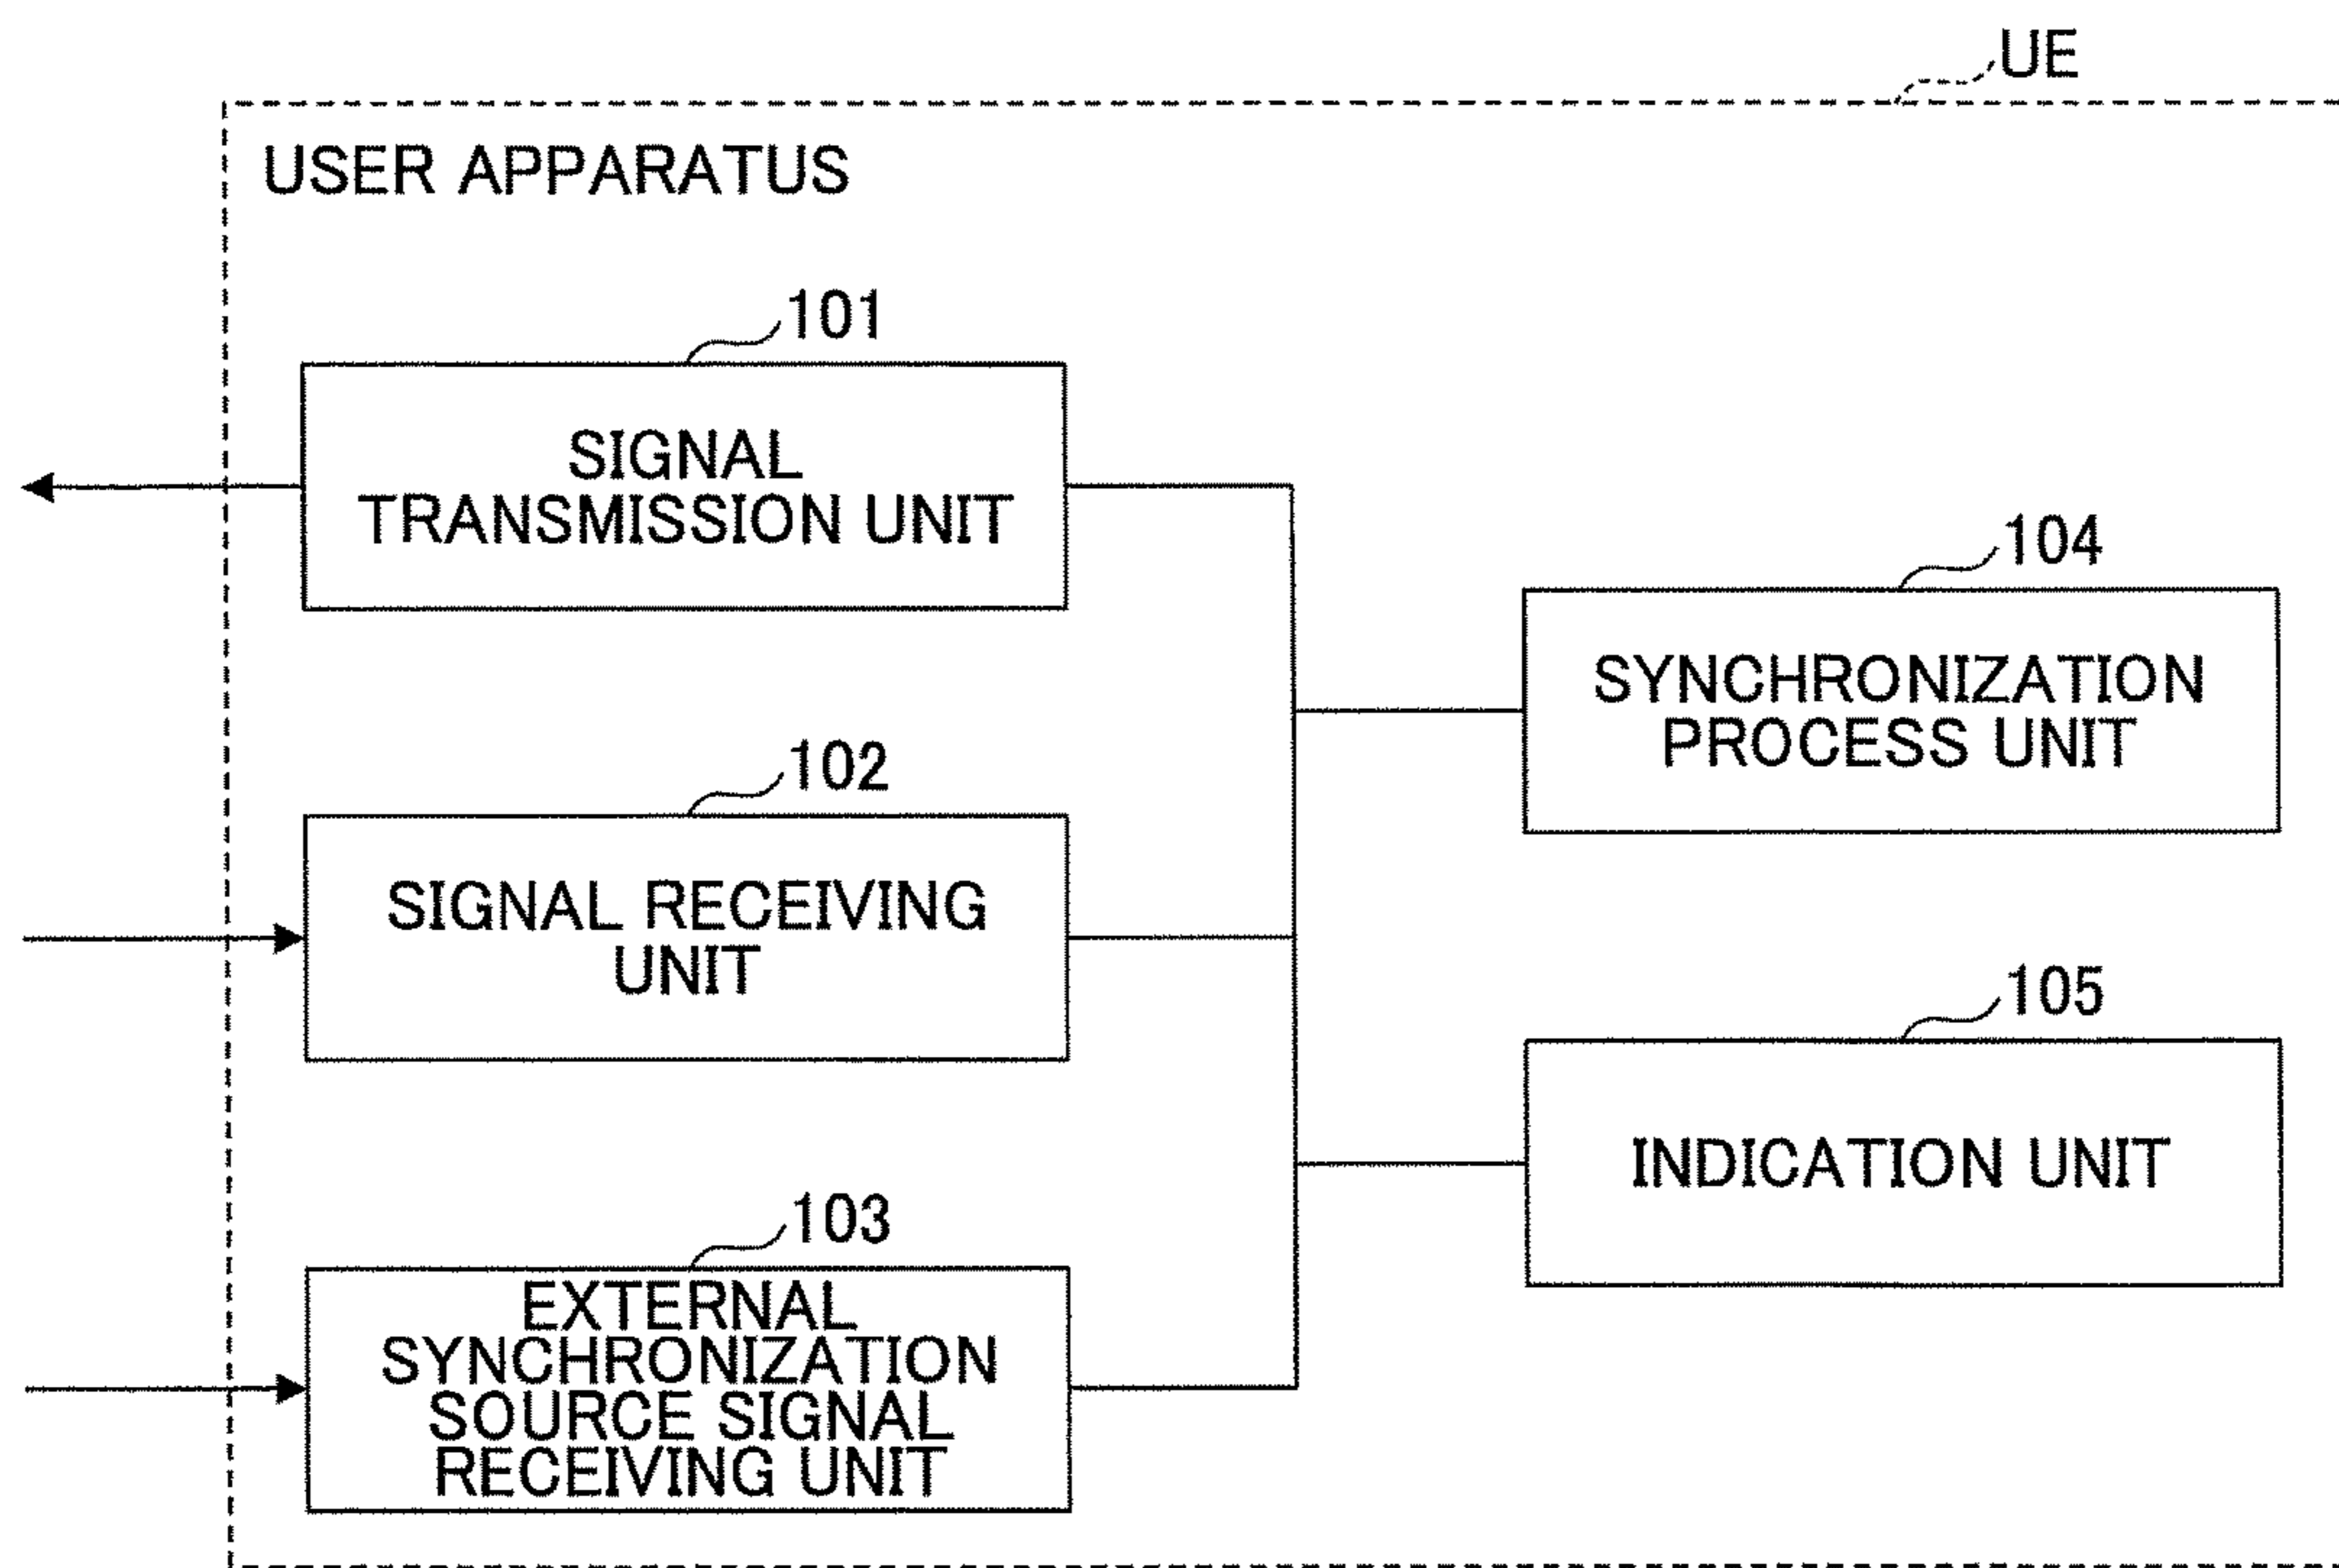 UE
USER APPARATUS
101
SIGNAL
TRANSMISSION UNIT
104
SYNCHRONIZATION
PROCESS UNIT
102
SIGNAL RECEIVING
UNIT
105
INDICATION UNIT
103
EXTERNAL
SYNCHRONIZATION
SOURCE SIGNAL
RECEIVING UNIT